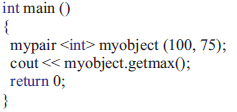 int main ()
{
mypair <int> myobject (100, 75);
cout << myobject.getmax();
return 0;
}